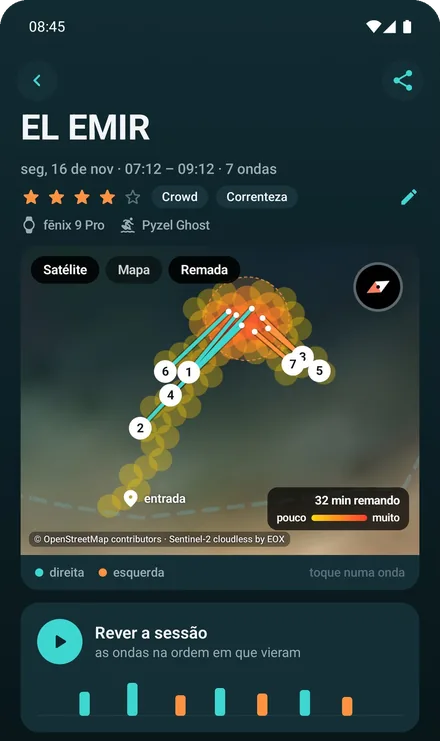 08:45
EL EMIR
seg, 16 de nov · 07:12 – 09:12 · 7 ondas
Crowd Correnteza
fēnix 9 Pro Pyzel Ghost
Satélite Mapa Remada
6 1 7 3 5
4
2
entrada
32 min remando
pouco muito
© OpenStreetMap contributors · Sentinel-2 cloudless by EOX
direita esquerda toque numa onda
Rever a sessão
as ondas na ordem em que vieram